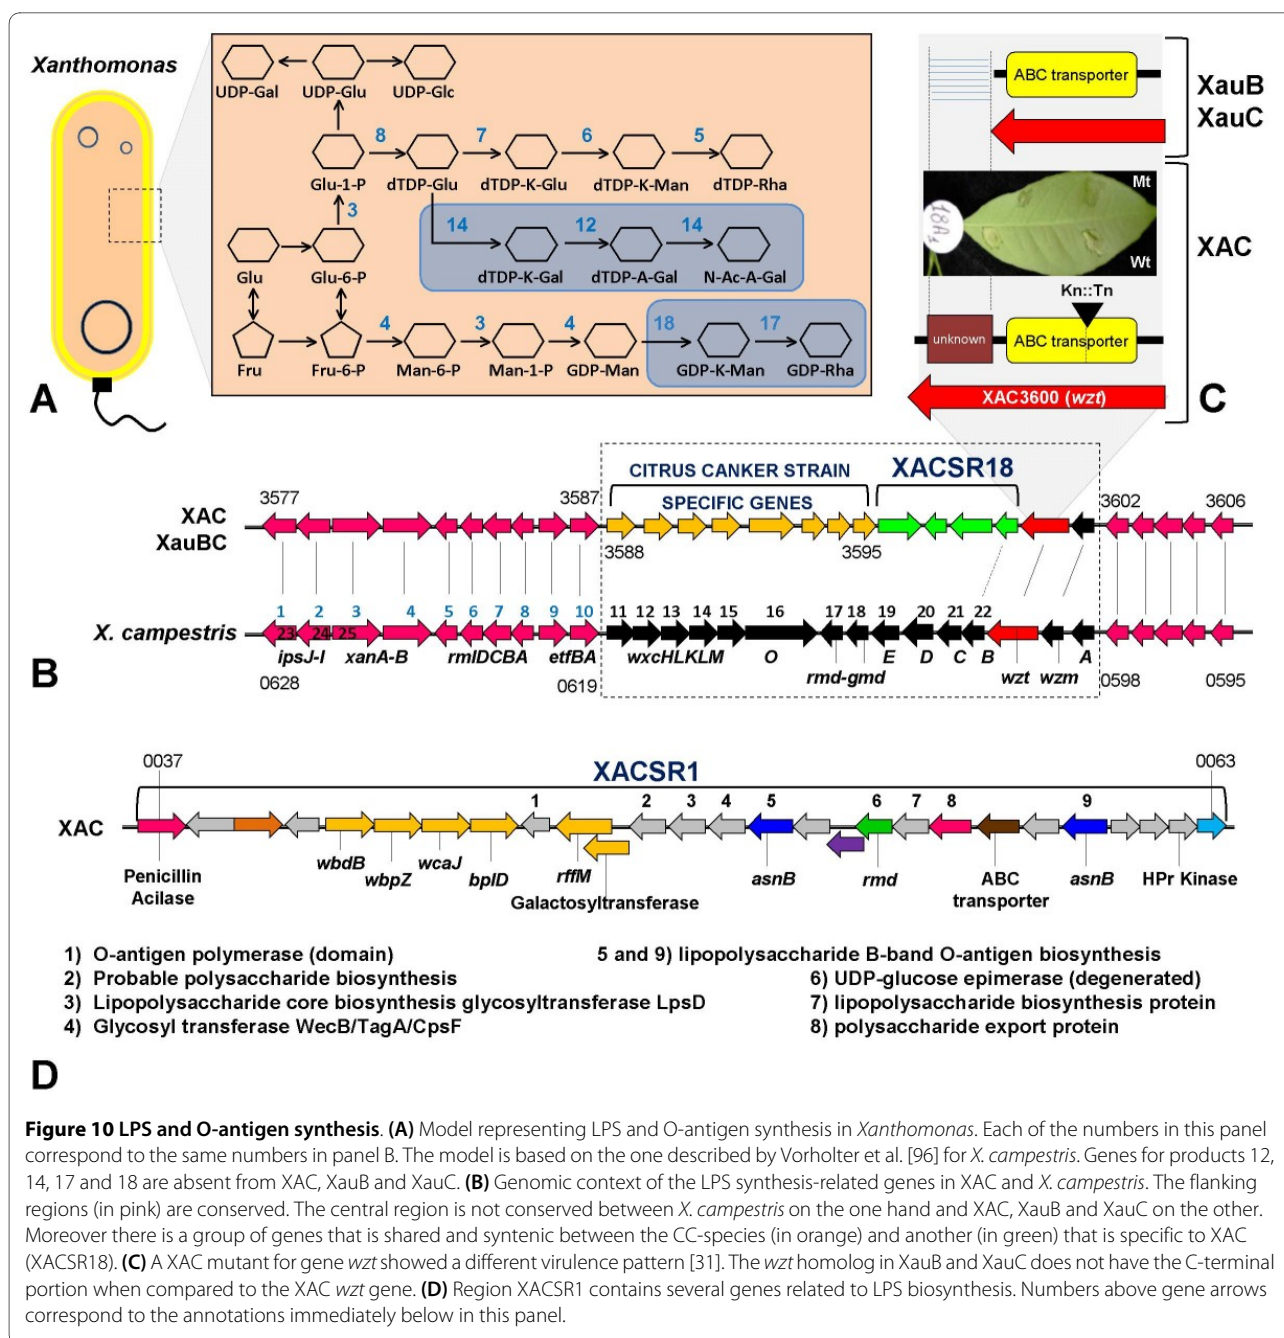 Xanthomonas
UDP-Gal UDP-Glu UDP-Glc
8 7 6 5
Glu-1-P dTDP-Glu dTDP-K-Glu dTDP-K-Man dTDP-Rha
3
14 12 14
Glu Glu-6-P dTDP-K-Gal dTDP-A-Gal N-Ac-A-Gal
4 3 4 18 17
Fru Fru-6-P Man-6-P Man-1-P GDP-Man GDP-K-Man GDP-Rha
A
ABC transporter
XauB
XauC
18A1
Mt
Wt
XAC
Kn::Tn
unknown
ABC transporter
XAC3600 (wzt)
C
CITRUS CANKER STRAIN
SPECIFIC GENES
XACSR18
3577 3587 3602 3606
XAC
XauBC
3588 3595
1 2 3 4 5 6 7 8 9 10 11 12 13 14 15 16 17 18 19 20 21 22
X. campestris
23 24 25
ipsJ-I xanA-B rmlDCBA etfBA wxcHLKLM O rmd-gmd E D C B wzt wzm A
0628 0619 0598 0595
B
0037 XACSR1 0063
1 2 3 4 5 6 7 8 9
XAC
wbdB wbpZ wcaJ bplD rffM asnB rmd asnB
Penicillin
Acilase
Galactosyltransferase
ABC
transporter
HPr Kinase
1) O-antigen polymerase (domain)
2) Probable polysaccharide biosynthesis
3) Lipopolysaccharide core biosynthesis glycosyltransferase LpsD
4) Glycosyl transferase WecB/TagA/CpsF
5 and 9) lipopolysaccharide B-band O-antigen biosynthesis
6) UDP-glucose epimerase (degenerated)
7) lipopolysaccharide biosynthesis protein
8) polysaccharide export protein
D
Figure 10 LPS and O-antigen synthesis. (A) Model representing LPS and O-antigen synthesis in Xanthomonas. Each of the numbers in this panel
correspond to the same numbers in panel B. The model is based on the one described by Vorholter et al. [96] for X. campestris. Genes for products 12,
14, 17 and 18 are absent from XAC, XauB and XauC. (B) Genomic context of the LPS synthesis-related genes in XAC and X. campestris. The flanking
regions (in pink) are conserved. The central region is not conserved between X. campestris on the one hand and XAC, XauB and XauC on the other.
Moreover there is a group of genes that is shared and syntenic between the CC-species (in orange) and another (in green) that is specific to XAC
(XACSR18). (C) A XAC mutant for gene wzt showed a different virulence pattern [31]. The wzt homolog in XauB and XauC does not have the C-terminal
portion when compared to the XAC wzt gene. (D) Region XACSR1 contains several genes related to LPS biosynthesis. Numbers above gene arrows
correspond to the annotations immediately below in this panel.